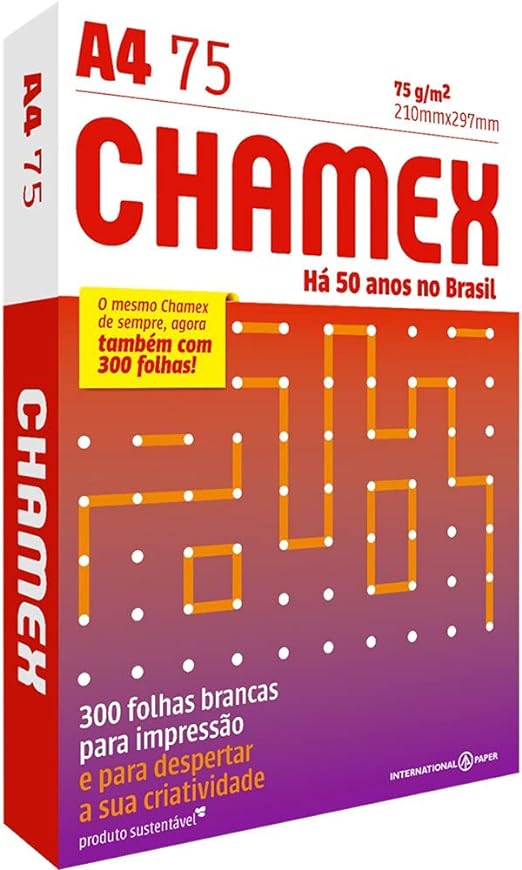 A4 75
75 g/m²
210mmx297mm
CHAMEX
Há 50 anos no Brasil
O mesmo Chamex
de sempre, agora
também com
300 folhas!
300 folhas brancas
para impressão
e para despertar
a sua criatividade
produto sustentável
INTERNATIONAL PAPER
A4 75
CHAMEX